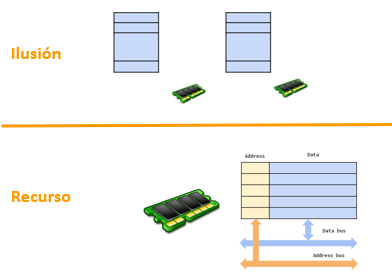 Ilusión
Address Data
Recurso
Data bus
Address bus